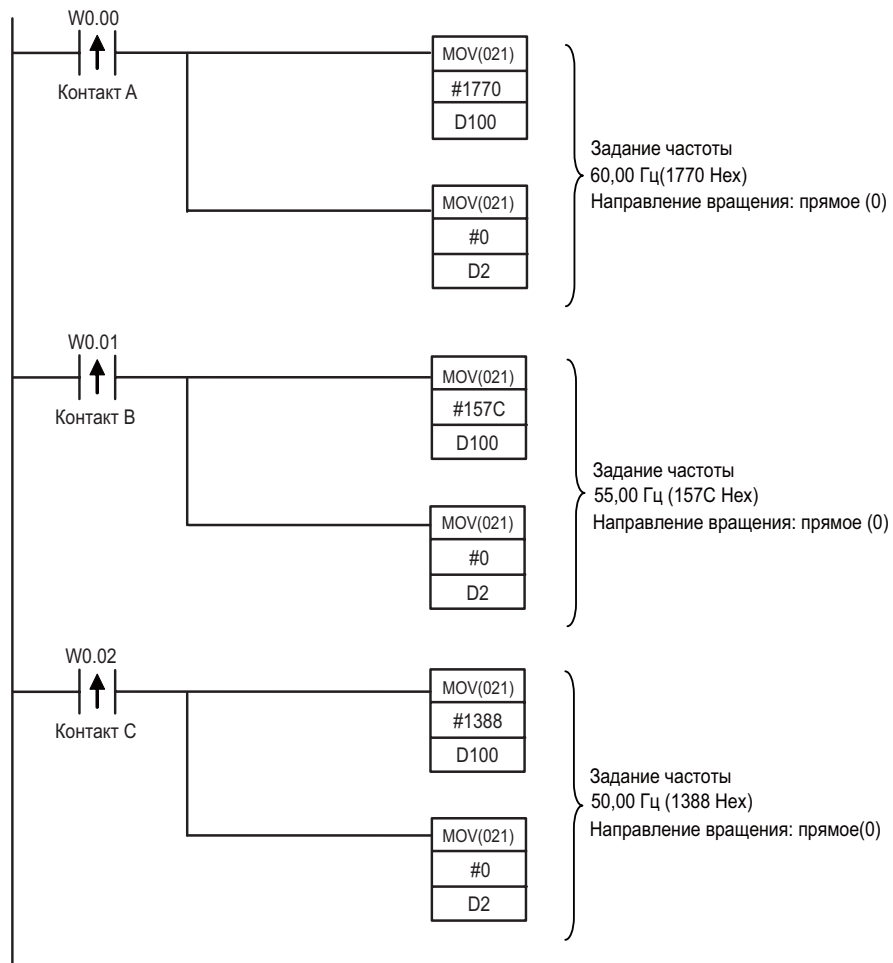 W0.00
Контакт A
MOV(021)
#1770
D100
MOV(021)
#0
D2
Задание частоты
60,00 Гц(1770 Hex)
Направление вращения: прямое (0)
W0.01
Контакт B
MOV(021)
#157C
D100
MOV(021)
#0
D2
Задание частоты
55,00 Гц (157C Hex)
Направление вращения: прямое (0)
W0.02
Контакт C
MOV(021)
#1388
D100
MOV(021)
#0
D2
Задание частоты
50,00 Гц (1388 Hex)
Направление вращения: прямое(0)